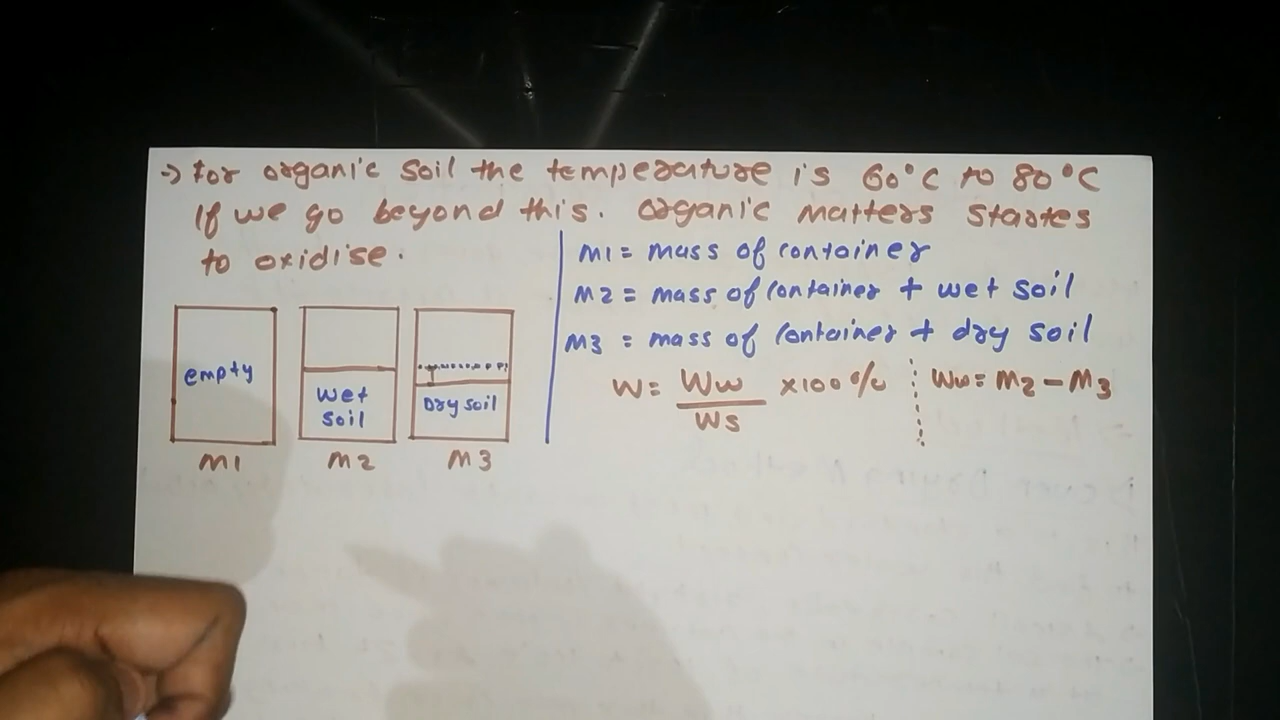 → For organic soil the temperature is 60°C to 80°C
If we go beyond this. organic matters startes
to oxidise.
M1 = mass of container
M2 = mass of container + wet soil
M3 = mass of container + dry soil
W = Ww/Ws ×100%
Ww = M2 - M3
empty
wet
soil
Dry soil
M1
M2
M3